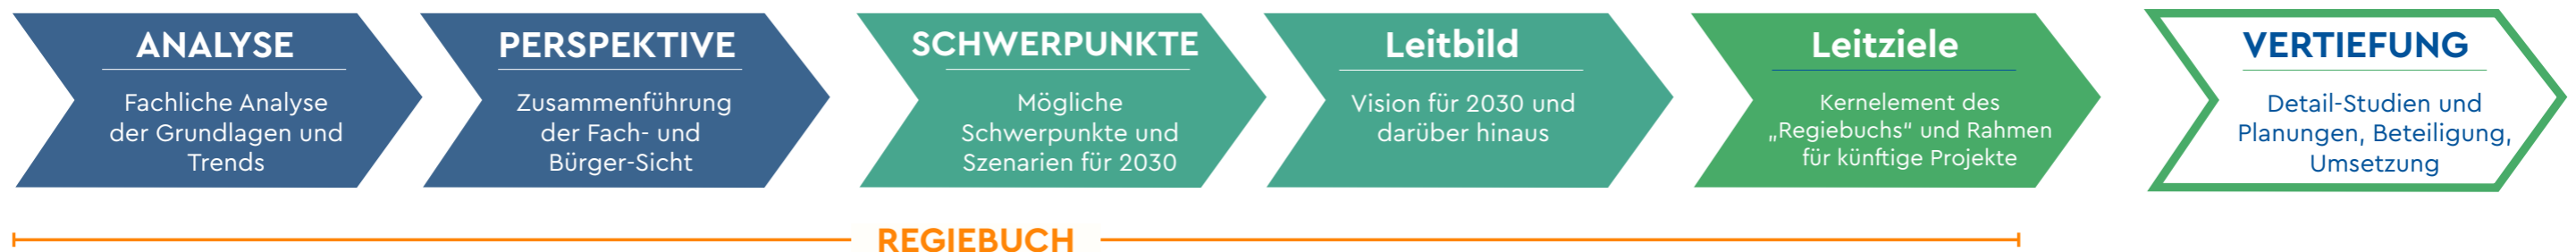 ANALYSE
Fachliche Analyse
der Grundlagen und
Trends
PERSPEKTIVE
Zusammenführung
der Fach- und
Bürger-Sicht
SCHWERPUNKTE
Mögliche
Schwerpunkte und
Szenarien für 2030
Leitbild
Vision für 2030 und
darüber hinaus
Leitziele
Kernelement des
„Regiebuchs“ und Rahmen
für künftige Projekte
VERTIEFUNG
Detail-Studien und
Planungen, Beteiligung,
Umsetzung
REGIEBUCH